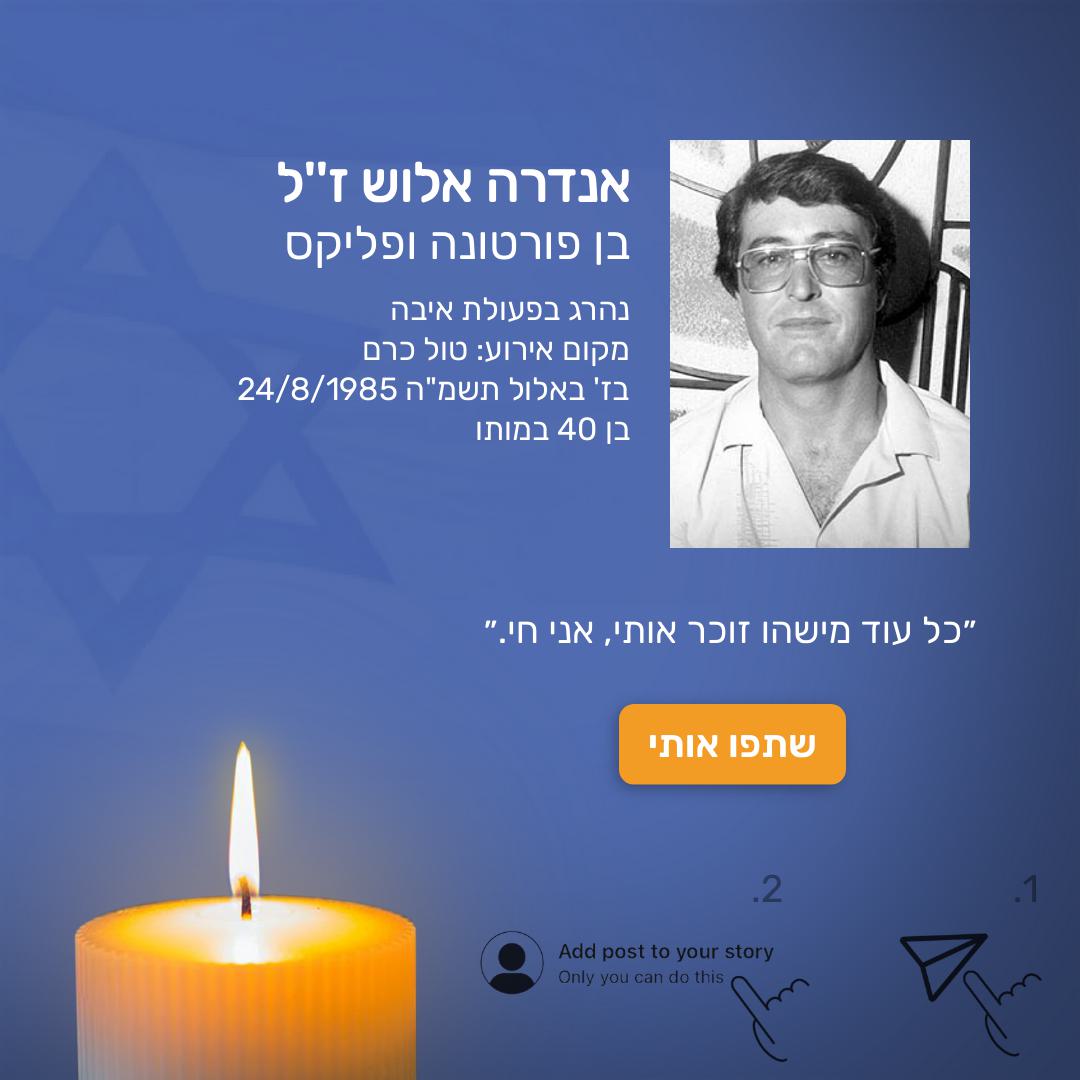 אנדרה אלוש ז"ל
בן פורטונה ופליקס
נהרג בפעולת איבה
מקום אירוע: טול כרם
בז' באלול תשמ"ה 24/8/1985
בן 40 במותו
״כל עוד מישהו זוכר אותי, אני חי.״
שתפו אותי
1.
2.
Add post to your story
Only you can do this